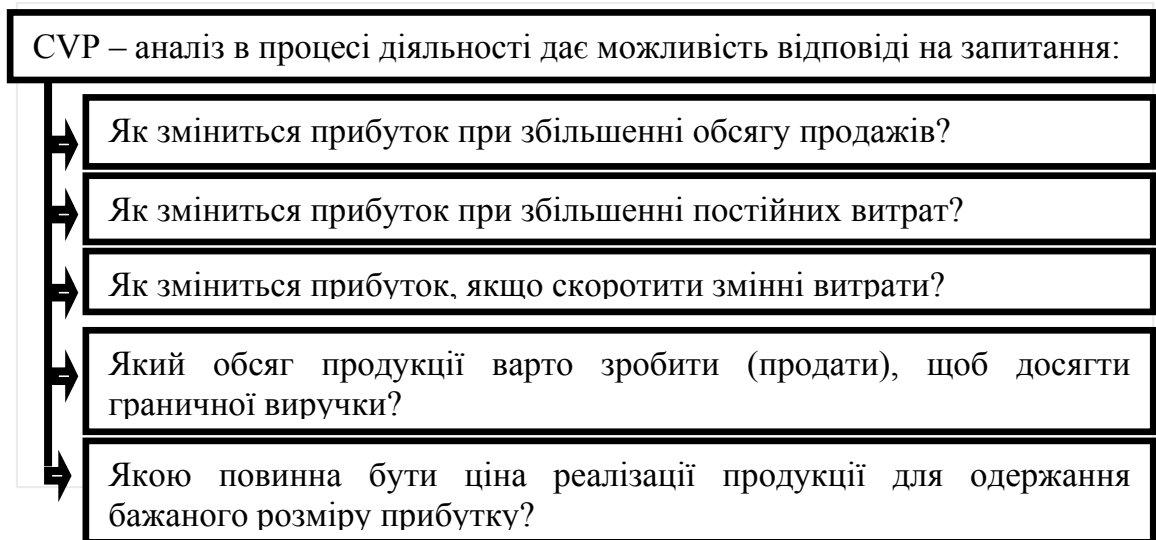 CVP – аналіз в процесі діяльності дає можливість відповіді на запитання:
Як зміниться прибуток при збільшенні обсягу продажів?
Як зміниться прибуток при збільшенні постійних витрат?
Як зміниться прибуток, якщо скоротити змінні витрати?
Який обсяг продукції варто зробити (продати), щоб досягти
граничної виручки?
Якою повинна бути ціна реалізації продукції для одержання
бажаного розміру прибутку?